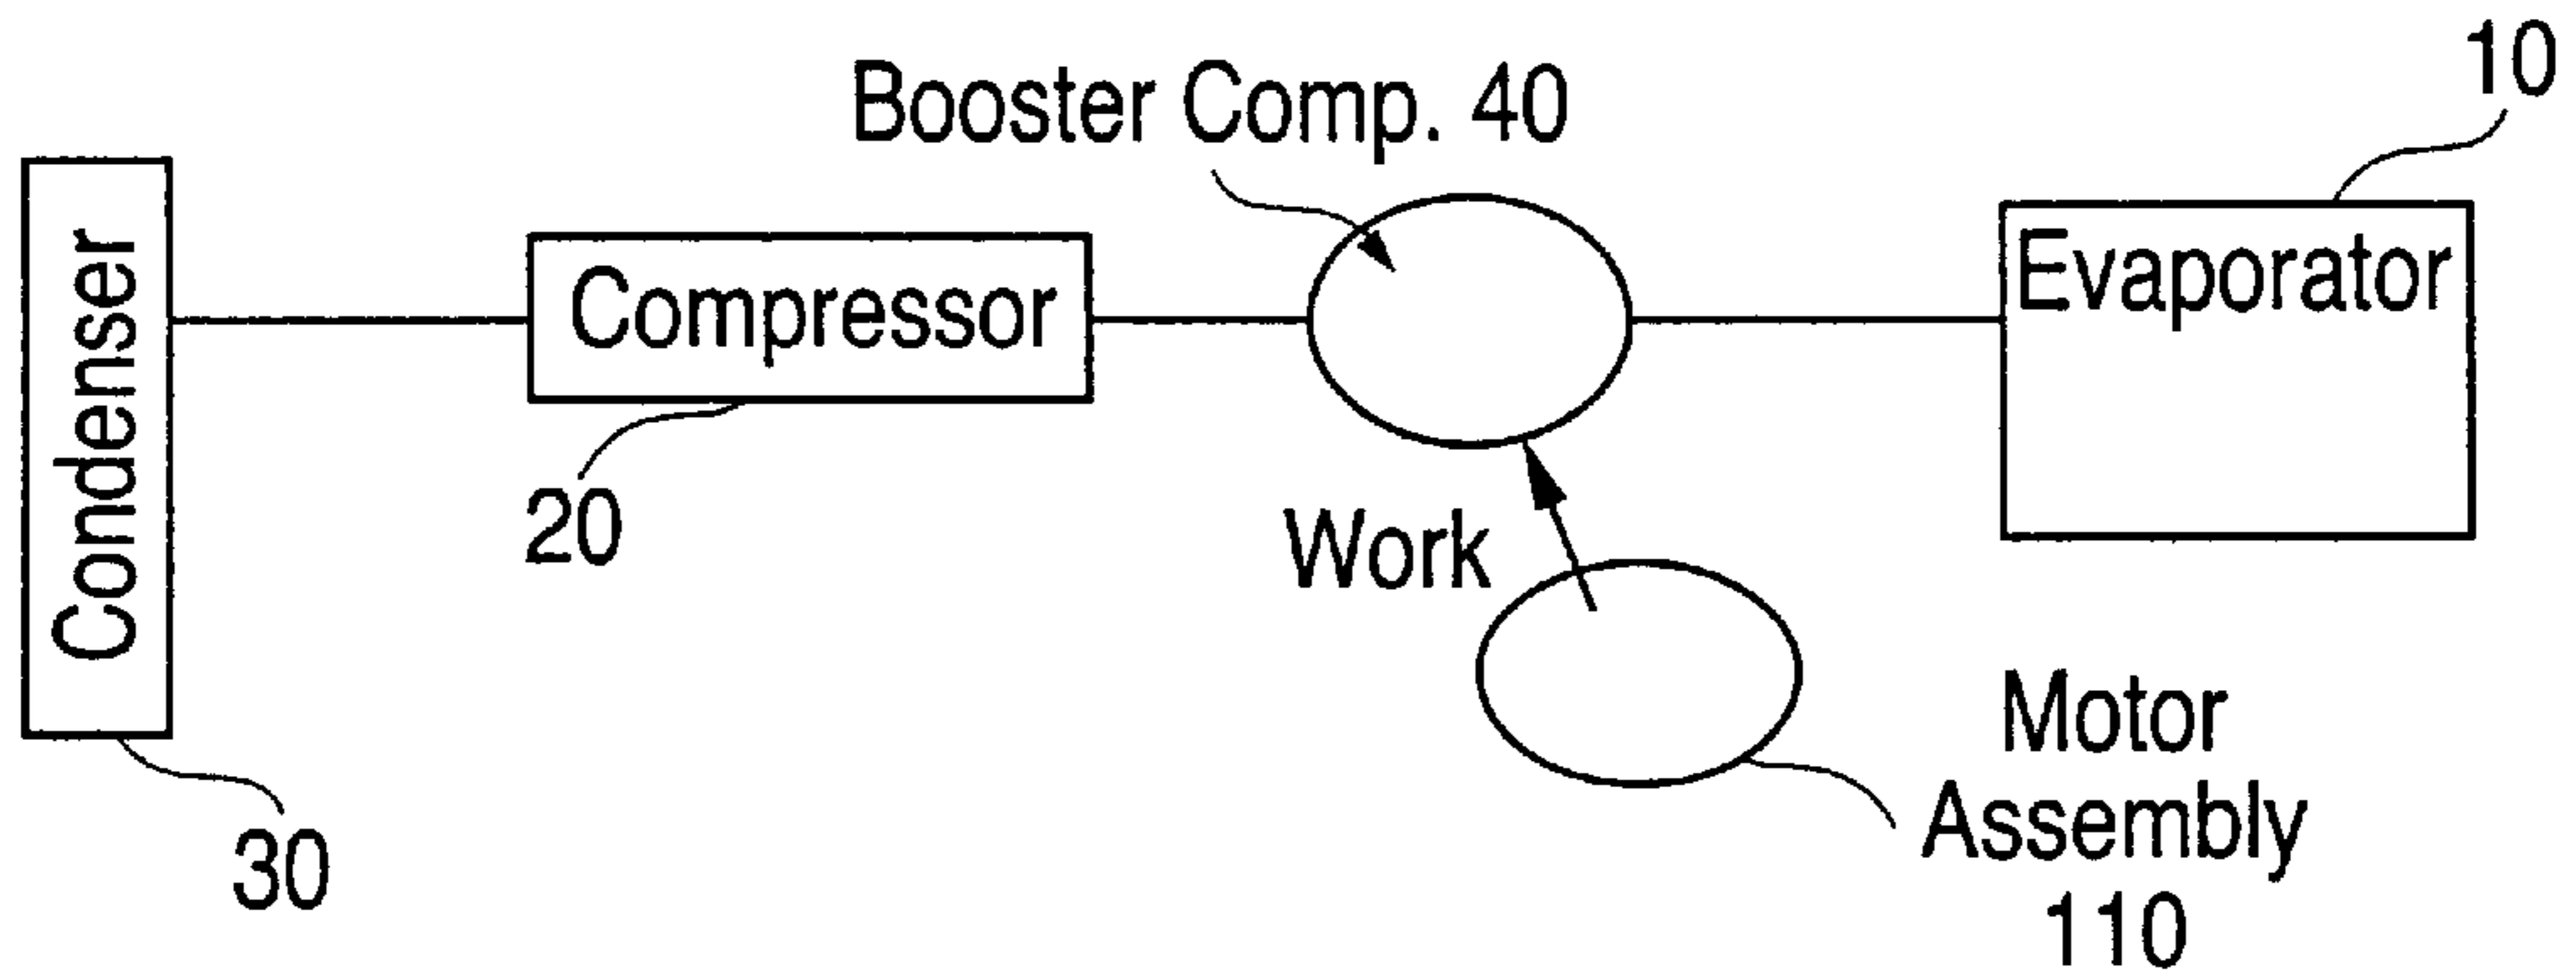 10
Booster Comp. 40
Evaporator
Compressor
Condenser
20
Work
Motor
Assembly
110
30